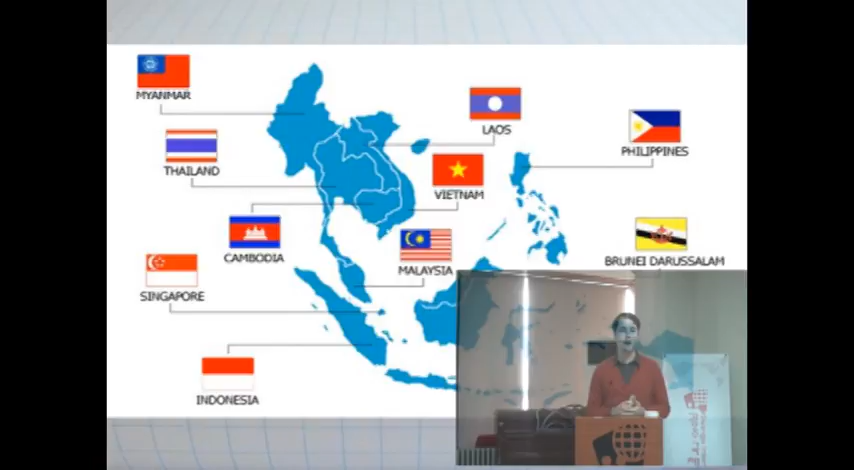 MYANMAR
LAOS
PHILIPPINES
THAILAND
VIETNAM
CAMBODIA
MALAYSIA
BRUNEI DARUSSALAM
SINGAPORE
INDONESIA